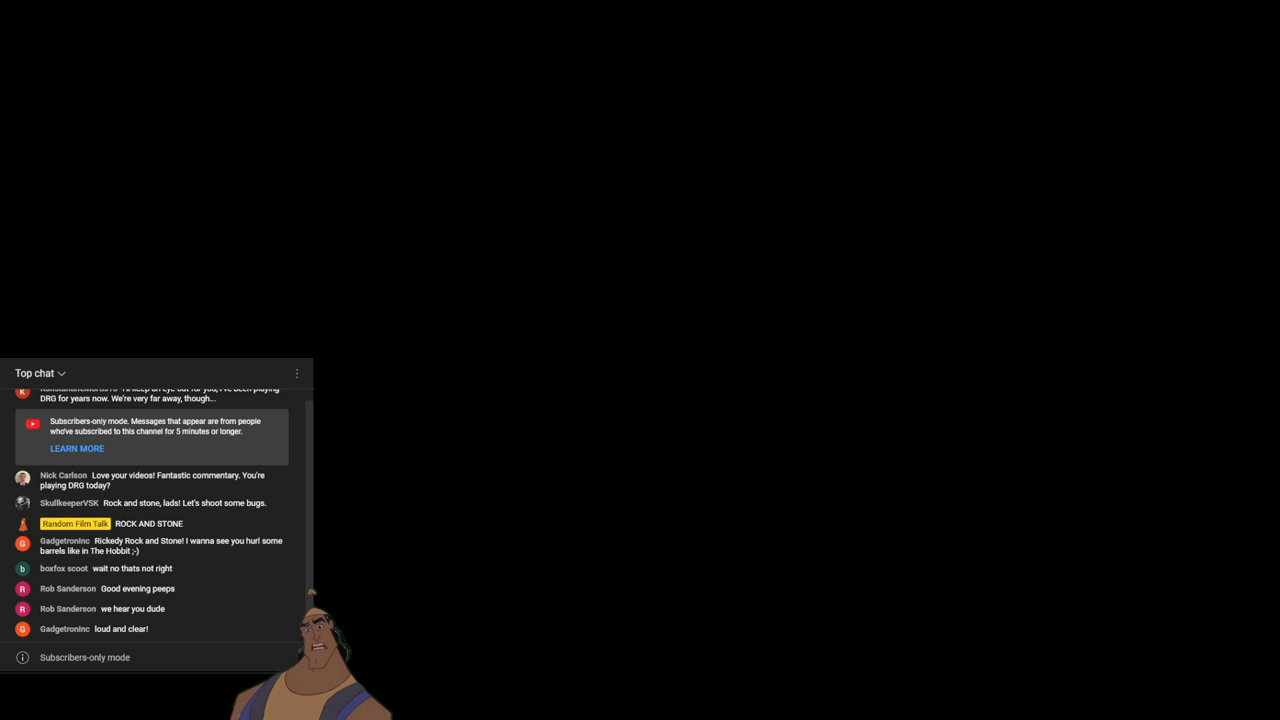 Top chat
I'll keep an eye out for you, I've been playing
DRG for years now. We're very far away, though...
Subscribers-only mode. Messages that appear are from people
who've subscribed to this channel for 5 minutes or longer.
LEARN MORE
Nick Carlson Love your videos! Fantastic commentary. You're
playing DRG today?
SkullkeeperVSK Rock and stone, lads! Let's shoot some bugs.
Random Film Talk ROCK AND STONE
G GadgetronInc Rickedy Rock and Stone! I wanna see you hurl some
barrels like in The Hobbit ;-)
b boxfox scoot wait no thats not right
R Rob Sanderson Good evening peeps
R Rob Sanderson we hear you dude
G GadgetronInc loud and clear!
Subscribers-only mode